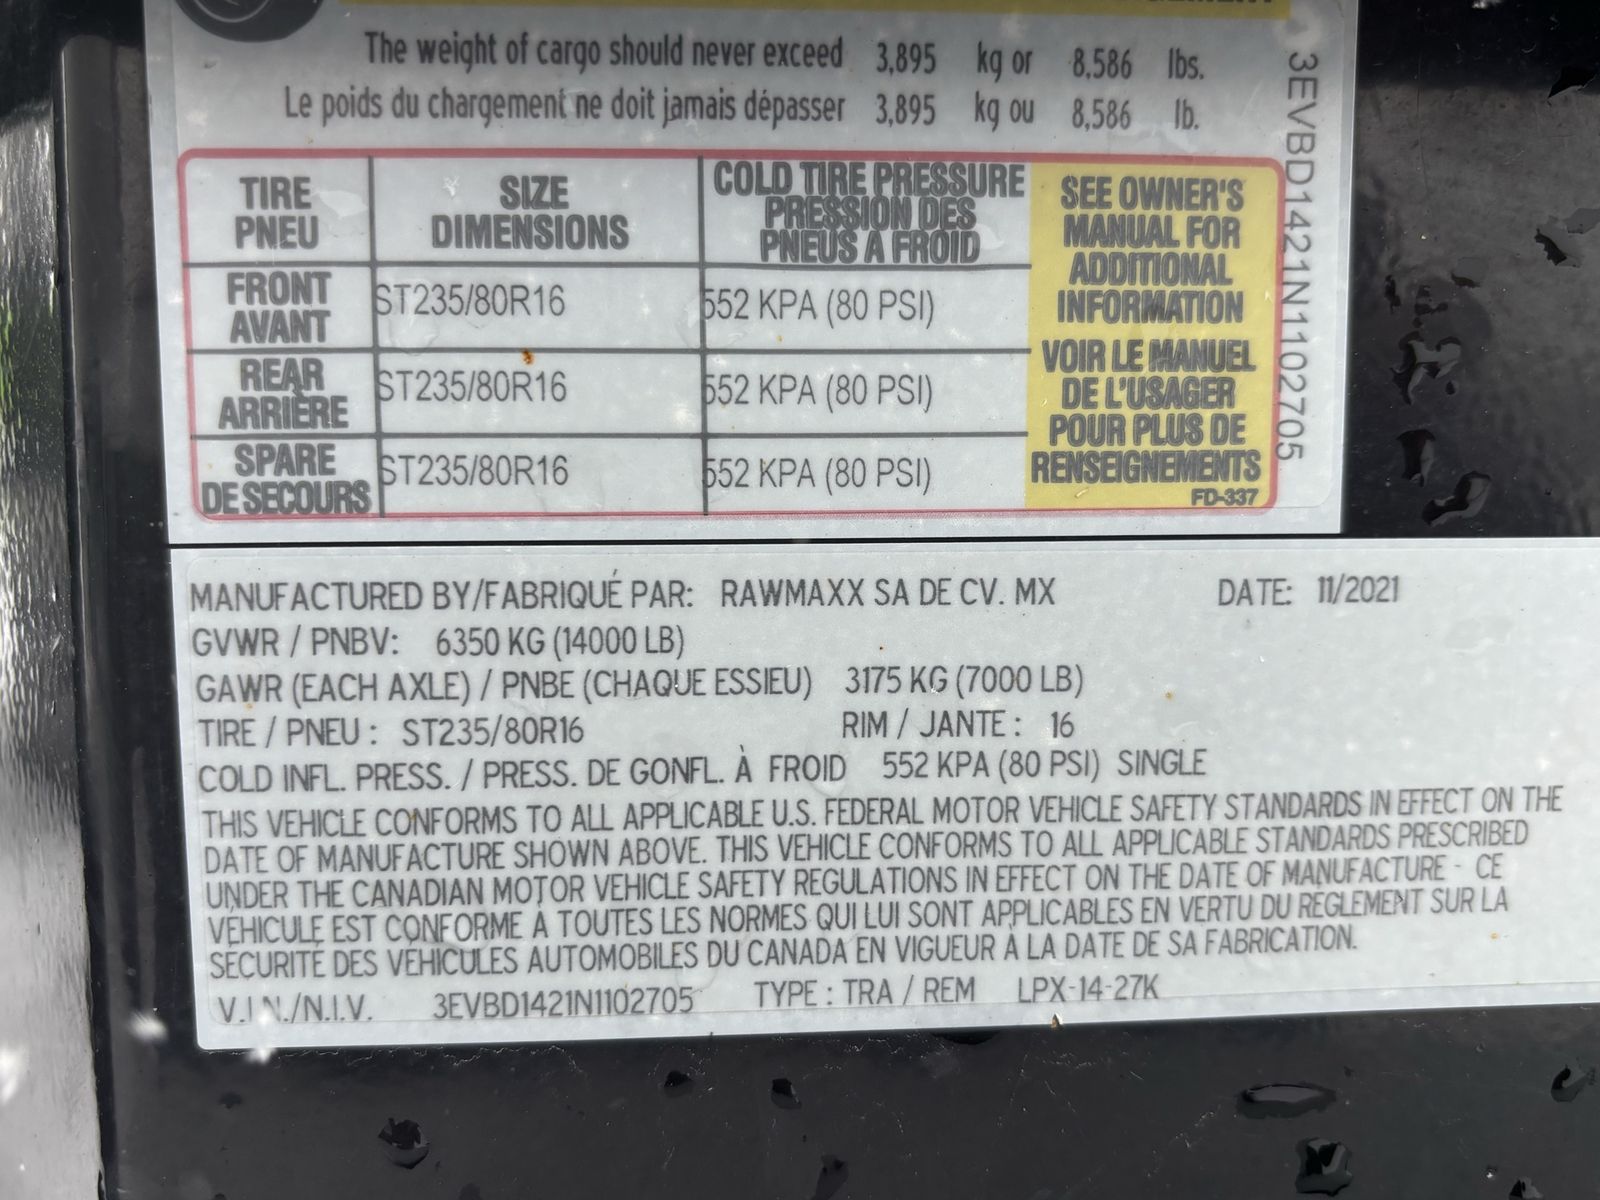 The weight of cargo should never exceed 3,895 kg or 8,586 lbs.
Le poids du chargement ne doit jamais dépasser 3,895 kg ou 8,586 lb.
TIRE
PNEU
SIZE
DIMENSIONS
COLD TIRE PRESSURE
PRESSION DES
PNEUS A FROID
SEE OWNER'S
MANUAL FOR
ADDITIONAL
INFORMATION
VOIR LE MANUEL
DE L'USAGER
POUR PLUS DE
RENSEIGNEMENTS
FD-337
FRONT
AVANT
ST235/80R16
552 KPA (80 PSI)
REAR
ARRIÈRE
ST235/80R16
552 KPA (80 PSI)
SPARE
DE SECOURS
ST235/80R16
552 KPA (80 PSI)
3EVBD1421N1102705
MANUFACTURED BY/FABRIQUÉ PAR: RAWMAXX SA DE CV. MX DATE: 11/2021
GVWR / PNBV: 6350 KG (14000 LB)
GAWR (EACH AXLE) / PNBE (CHAQUE ESSIEU) 3175 KG (7000 LB)
TIRE / PNEU : ST235/80R16 RIM / JANTE : 16
COLD INFL. PRESS. / PRESS. DE GONFL. À FROID 552 KPA (80 PSI) SINGLE
THIS VEHICLE CONFORMS TO ALL APPLICABLE U.S. FEDERAL MOTOR VEHICLE SAFETY STANDARDS IN EFFECT ON THE
DATE OF MANUFACTURE SHOWN ABOVE. THIS VEHICLE CONFORMS TO ALL APPLICABLE STANDARDS PRESCRIBED
UNDER THE CANADIAN MOTOR VEHICLE SAFETY REGULATIONS IN EFFECT ON THE DATE OF MANUFACTURE - CE
VÉHICULE EST CONFORME À TOUTES LES NORMES QUI LUI SONT APPLICABLES EN VERTU DU RÈGLEMENT SUR LA
SÉCURITÉ DES VÉHICULES AUTOMOBILES DU CANADA EN VIGUEUR À LA DATE DE SA FABRICATION.
V.I.N./N.I.V. 3EVBD1421N1102705 TYPE : TRA / REM LPX-14-27K